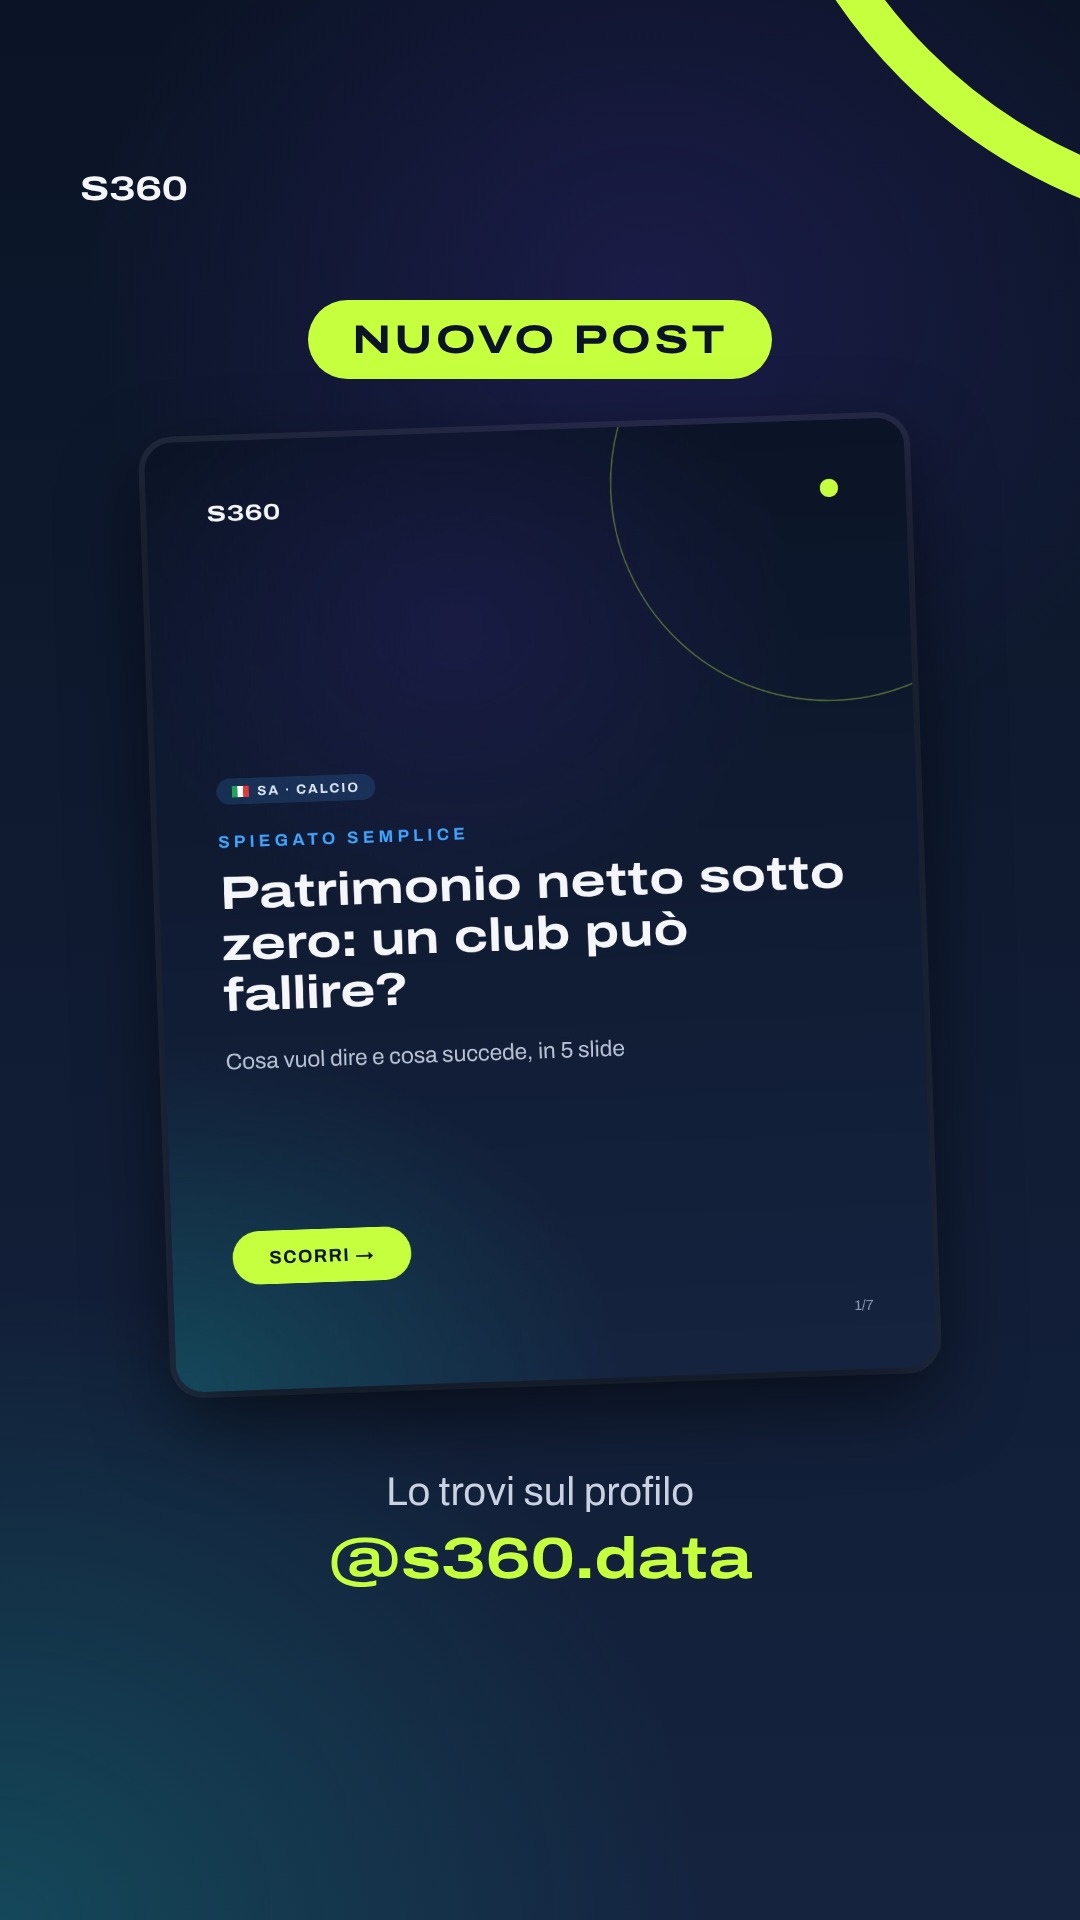 S360
NUOVO POST
S360
SA · CALCIO
SPIEGATO SEMPLICE
Patrimonio netto sotto
zero: un club può
fallire?
Cosa vuol dire e cosa succede, in 5 slide
SCORRI →
1/7
Lo trovi sul profilo
@s360.data